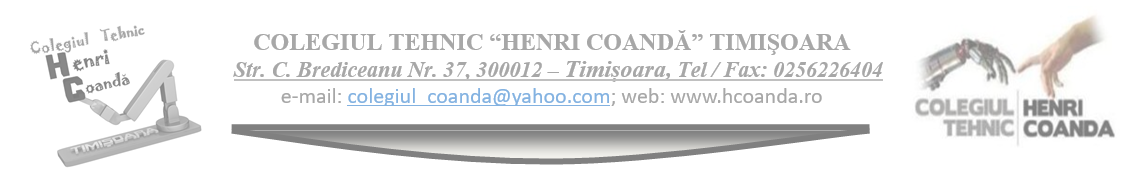 Colegiul Tehnic
Henri
Coandă
TIMIŞOARA
COLEGIUL TEHNIC “HENRI COANDĂ” TIMIŞOARA
Str. C. Brediceanu Nr. 37, 300012 – Timişoara, Tel / Fax: 0256226404
e-mail: colegiul_coanda@yahoo.com; web: www.hcoanda.ro
COLEGIUL HENRI
TEHNIC COANDA